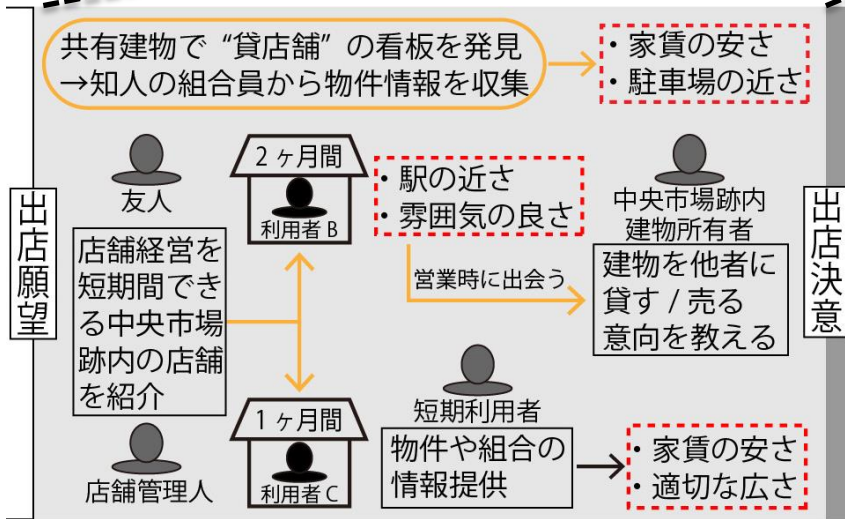 共有建物で“貸店舗”の看板を発見
→知人の組合員から物件情報を収集
・家賃の安さ
・駐車場の近さ
出店願望
友人
店舗経営を
短期間でき
る中央市場
跡内の店舗
を紹介
店舗管理人
2ヶ月間
利用者B
・駅の近さ
・雰囲気の良さ
営業時に出会う
中央市場跡内
建物所有者
建物を他者に
貸す/売る
意向を教える
1ヶ月間
利用者C
短期利用者
物件や組合の
情報提供
・家賃の安さ
・適切な広さ
出店決意